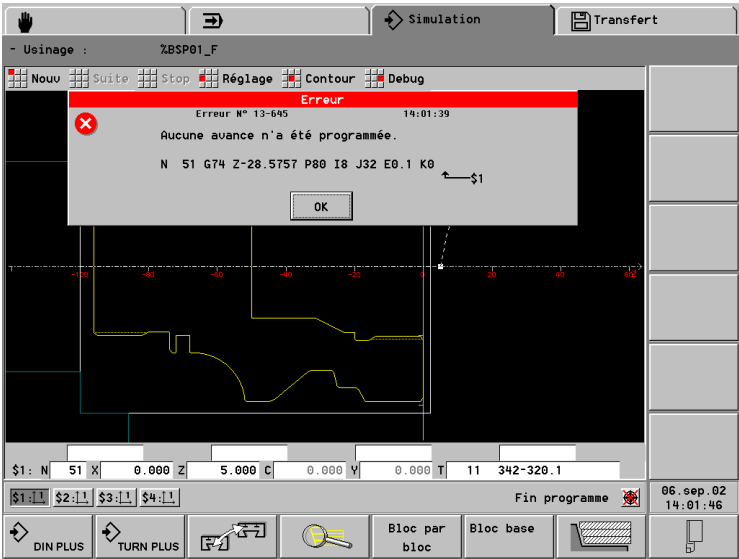 Simulation
Transfert
- Usinage : %BSP01_F
Nouv Suite Stop Réglage Contour Debug
Erreur
Erreur N° 13-645 14:01:39
Aucune avance n'a été programmée.
N 51 G74 Z-28.5757 P80 I8 J32 E0.1 K0
$1
OK
-100 -80 -60 -40 -20 0 20 40 60Z
$1: N 51 X 0.000 Z 5.000 C 0.000 Y 0.000 T 11 342-320.1
$1: $2: $3: $4: Fin programme
06.sep.02
14:01:46
DIN PLUS
TURN PLUS
Bloc par bloc
Bloc base